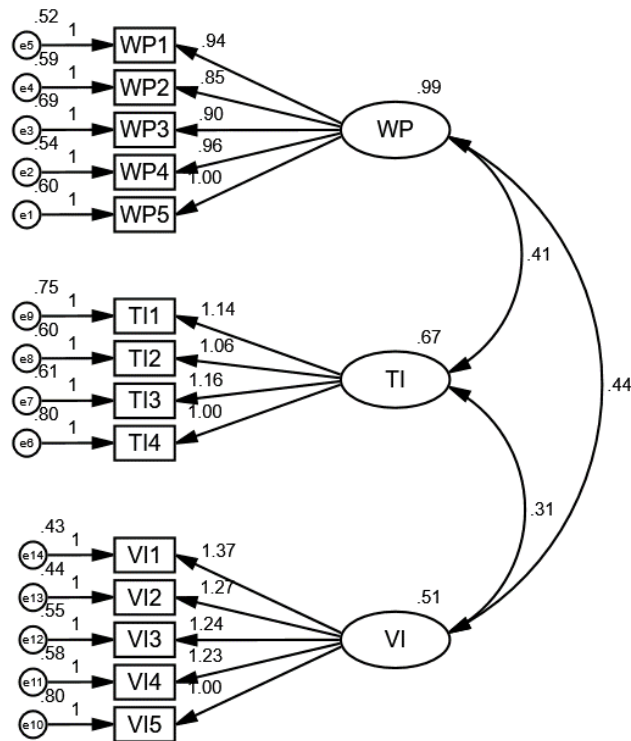 .52
e5 1 WP1 .94
.59
e4 1 WP2 .85 .99
.69
e3 1 WP3 .90 WP
.54
e2 1 WP4 .96
.60 1.00
e1 1 WP5
.41
.75
e9 1 TI1 1.14
.60 .67
e8 1 TI2 1.06
.61 TI .44
e7 1 TI3 1.16
.80 1.00
e6 1 TI4
.31
.43
e14 1 VI1 1.37
.44
e13 1 VI2 1.27 .51
.55
e12 1 VI3 1.24 VI
.58
e11 1 VI4 1.23
.80 1.00
e10 1 VI5